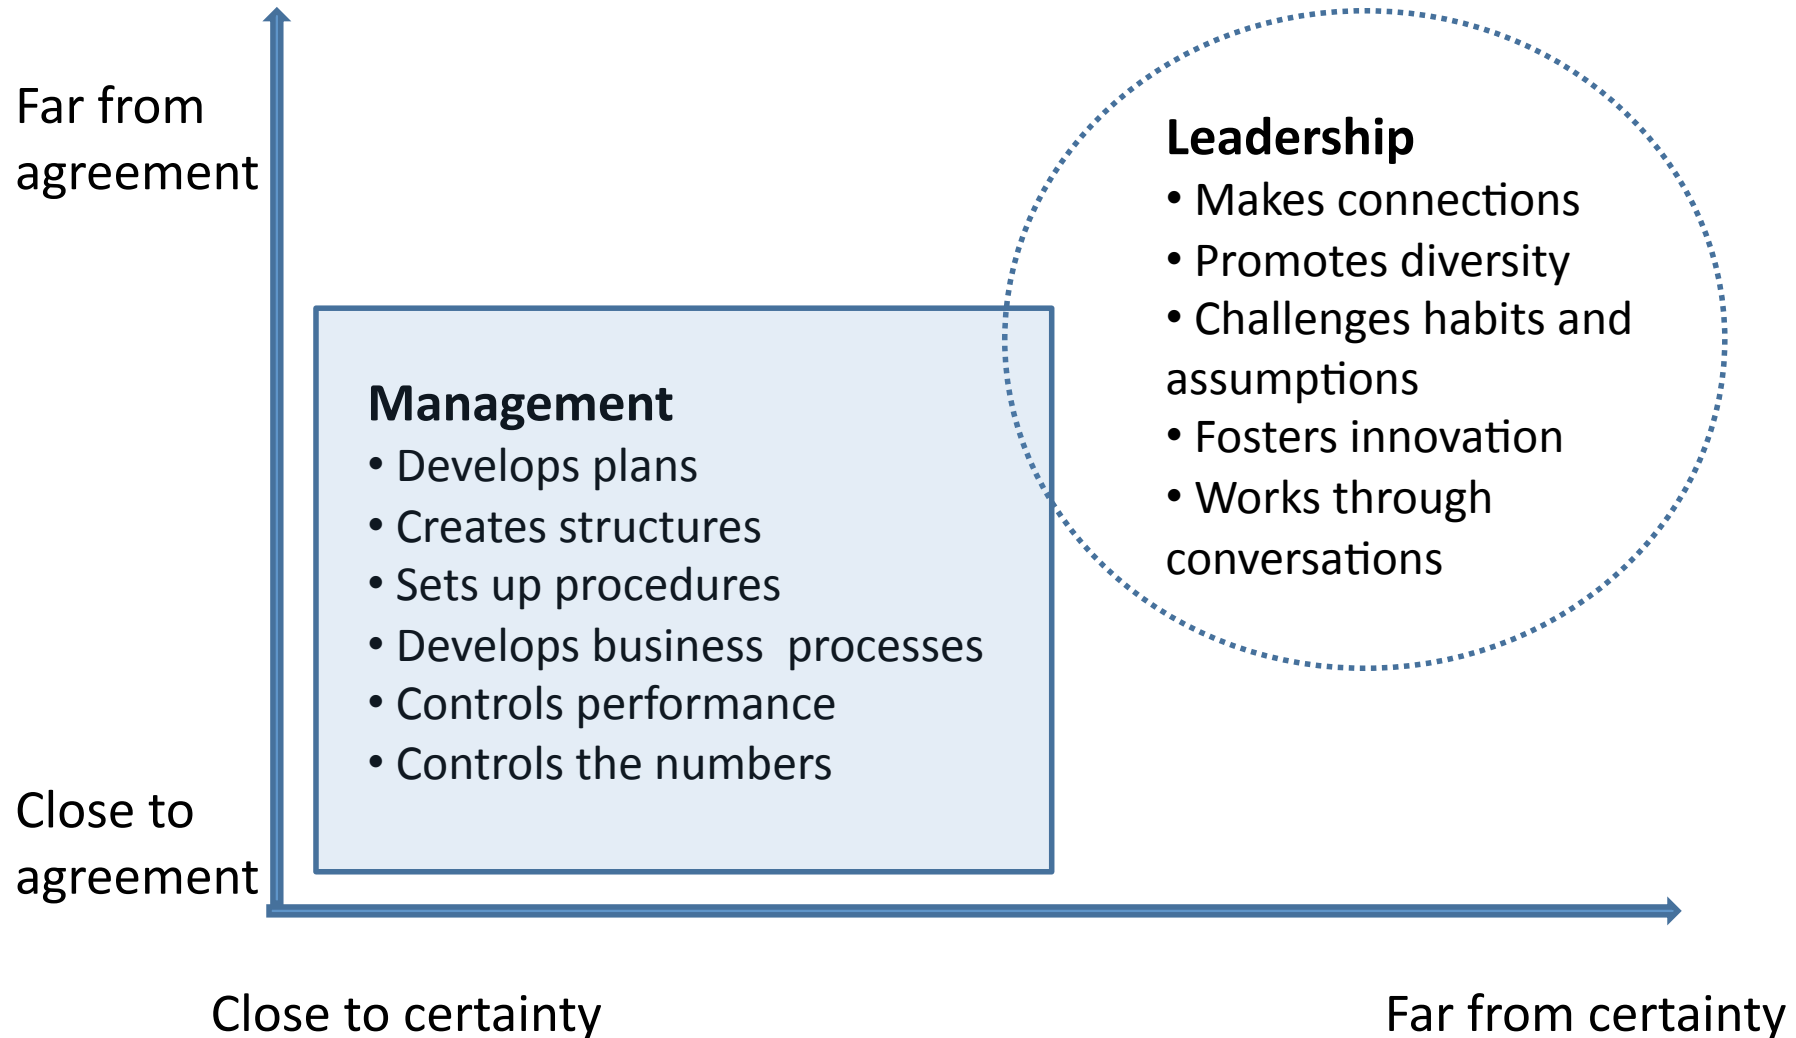 Far from
agreement
Leadership
• Makes connections
• Promotes diversity
• Challenges habits and
assumptions
• Fosters innovation
• Works through
conversations
Management
• Develops plans
• Creates structures
• Sets up procedures
• Develops business  processes
• Controls performance
• Controls the numbers
Close to
agreement
Close to certainty
Far from certainty